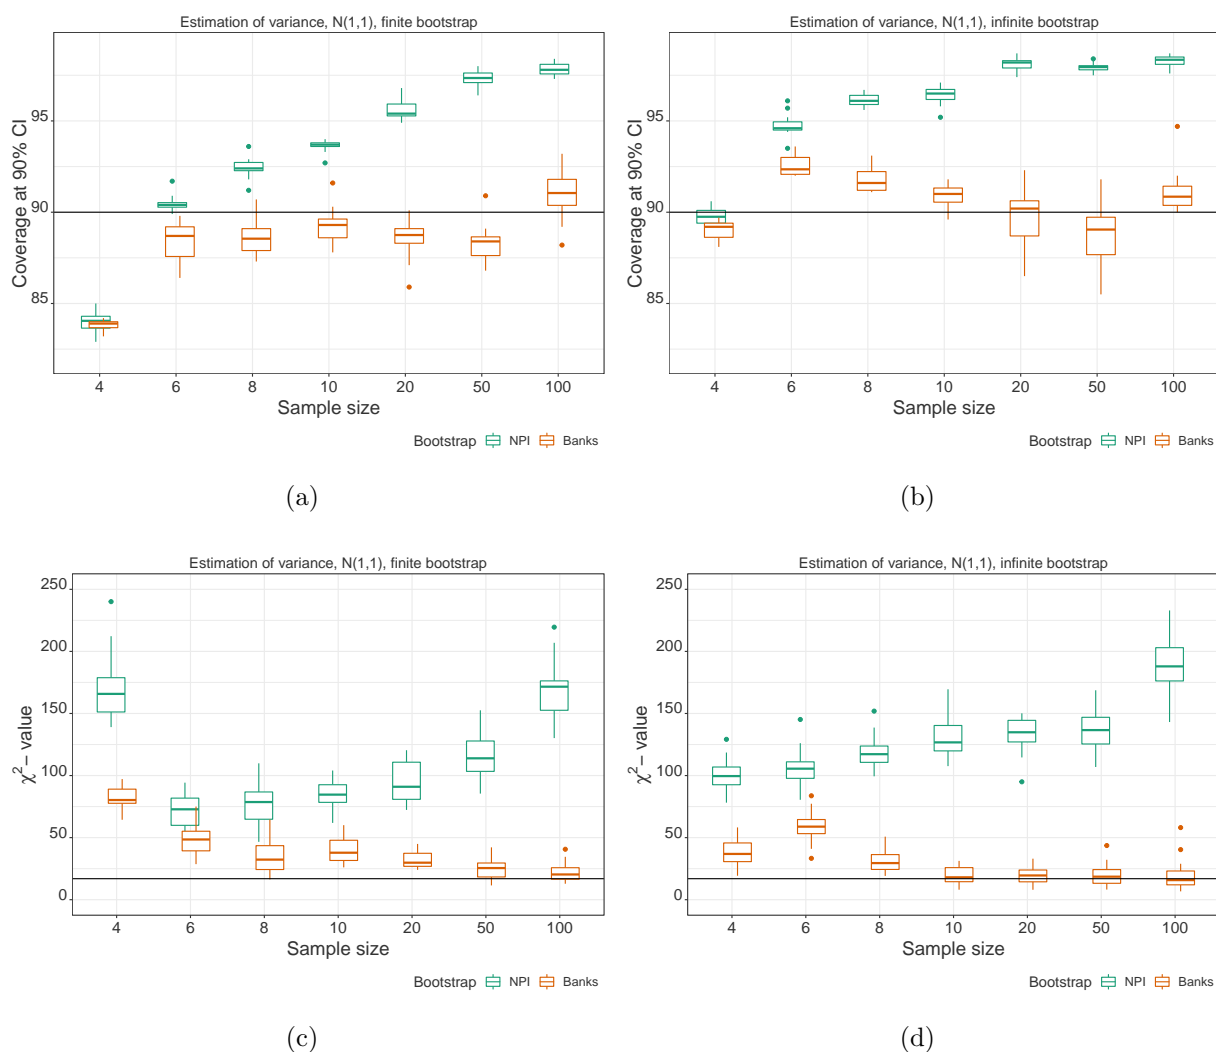 Estimation of variance, N(1,1), finite bootstrap
Coverage at 90% CI
95
90
85
4 6 8 10 20 50 100
Sample size
Bootstrap NPI Banks
(a)
Estimation of variance, N(1,1), infinite bootstrap
Coverage at 90% CI
95
90
85
4 6 8 10 20 50 100
Sample size
Bootstrap NPI Banks
(b)
Estimation of variance, N(1,1), finite bootstrap
χ²− value
250
200
150
100
50
0
4 6 8 10 20 50 100
Sample size
Bootstrap NPI Banks
(c)
Estimation of variance, N(1,1), infinite bootstrap
χ²− value
250
200
150
100
50
0
4 6 8 10 20 50 100
Sample size
Bootstrap NPI Banks
(d)